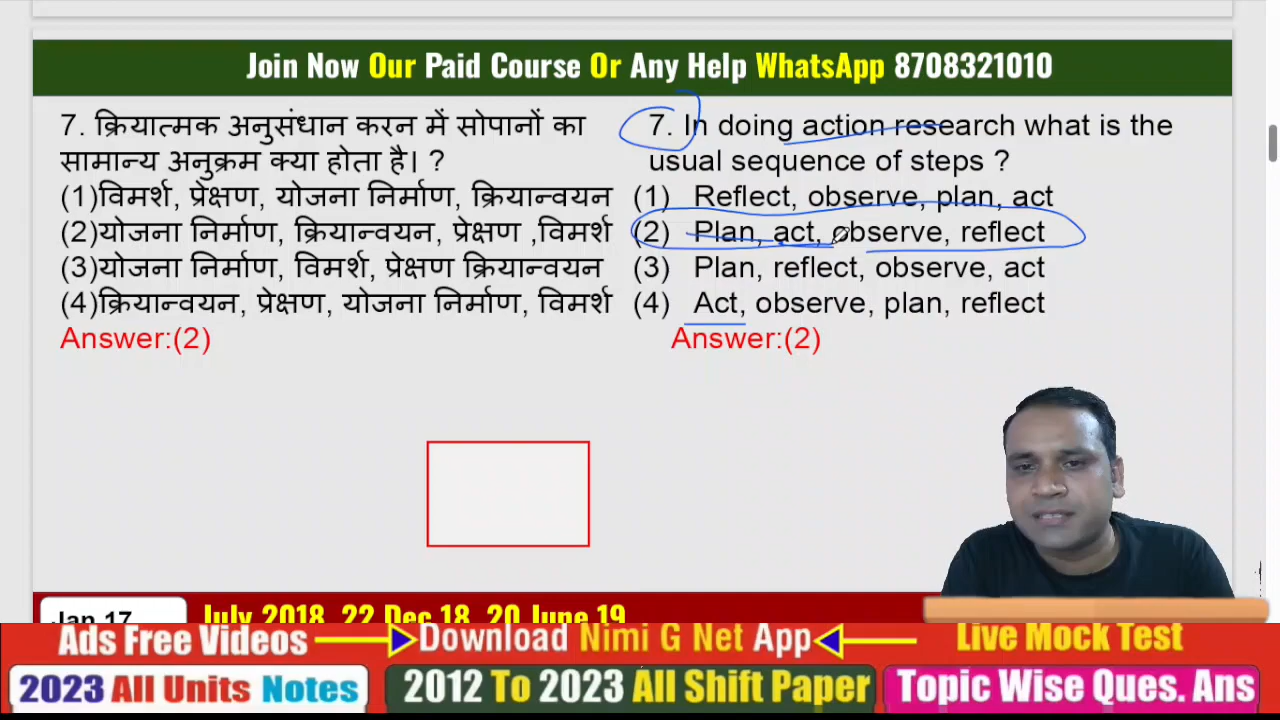 Join Now Our Paid Course Or Any Help WhatsApp 8708321010
7. क्रियात्मक अनुसंधान करन में सोपानों का
सामान्य अनुक्रम क्या होता है। ?
(1)विमर्श, प्रेक्षण, योजना निर्माण, क्रियान्वयन
(2)योजना निर्माण, क्रियान्वयन, प्रेक्षण ,विमर्श
(3)योजना निर्माण, विमर्श, प्रेक्षण क्रियान्वयन
(4)क्रियान्वयन, प्रेक्षण, योजना निर्माण, विमर्श
Answer:(2)
7. In doing action research what is the
usual sequence of steps ?
(1) Reflect, observe, plan, act
(2) Plan, act, observe, reflect
(3) Plan, reflect, observe, act
(4) Act, observe, plan, reflect
Answer:(2)
Jan 17 July 2018, 22 Dec 18, 20 June 19
Ads Free Videos Download Nimi G Net App Live Mock Test
2023 All Units Notes 2012 To 2023 All Shift Paper Topic Wise Ques. Ans